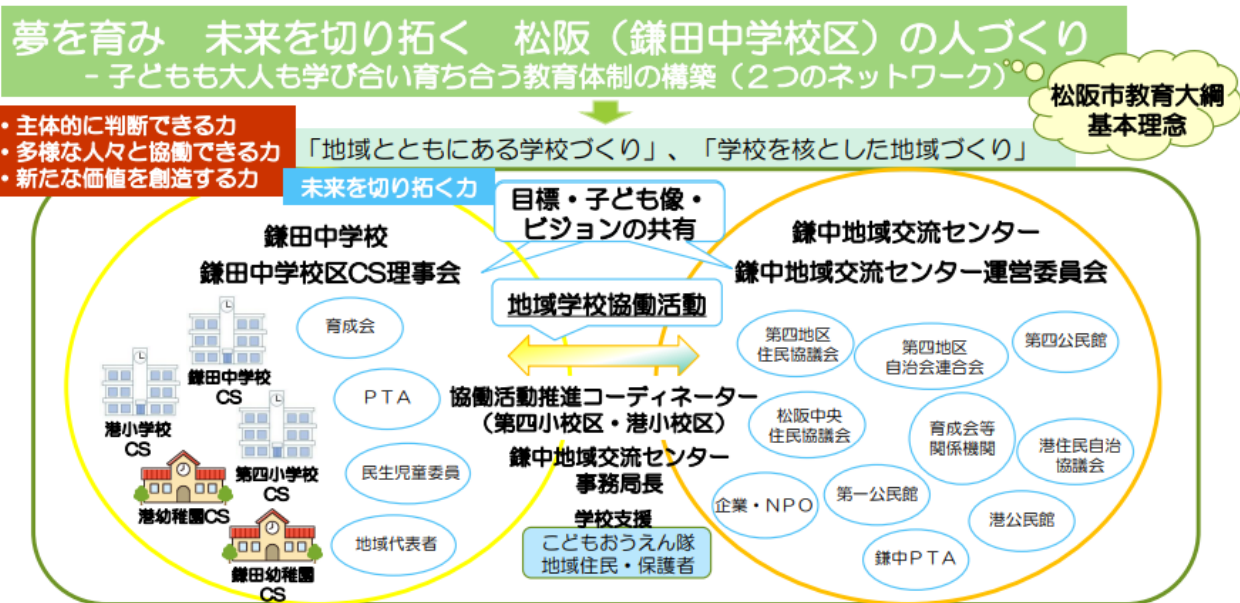 夢を育み 未来を切り拓く 松阪（鎌田中学校区）の人づくり
－子どもも大人も学び合い育ち合う教育体制の構築（２つのネットワーク）
松阪市教育大綱
基本理念
・主体的に判断できる力
・多様な人々と協働できる力
・新たな価値を創造する力
「地域とともにある学校づくり」、「学校を核とした地域づくり」
未来を切り拓く力
目標・子ども像・
ビジョンの共有
鎌田中学校
鎌田中学校区CS理事会
育成会
鎌田中学校
CS
PTA
港小学校
CS
第四小学校
CS
民生児童委員
港幼稚園CS
地域代表者
鎌田幼稚園
CS
地域学校協働活動
協働活動推進コーディネーター
（第四小校区・港小校区）
鎌中地域交流センター
事務局長
学校支援
こどもおうえん隊
地域住民・保護者
鎌中地域交流センター
鎌中地域交流センター運営委員会
第四地区
住民協議会
第四地区
自治会連合会
第四公民館
松阪中央
住民協議会
育成会等
関係機関
港住民自治
協議会
企業・NPO
第一公民館
港公民館
鎌中PTA